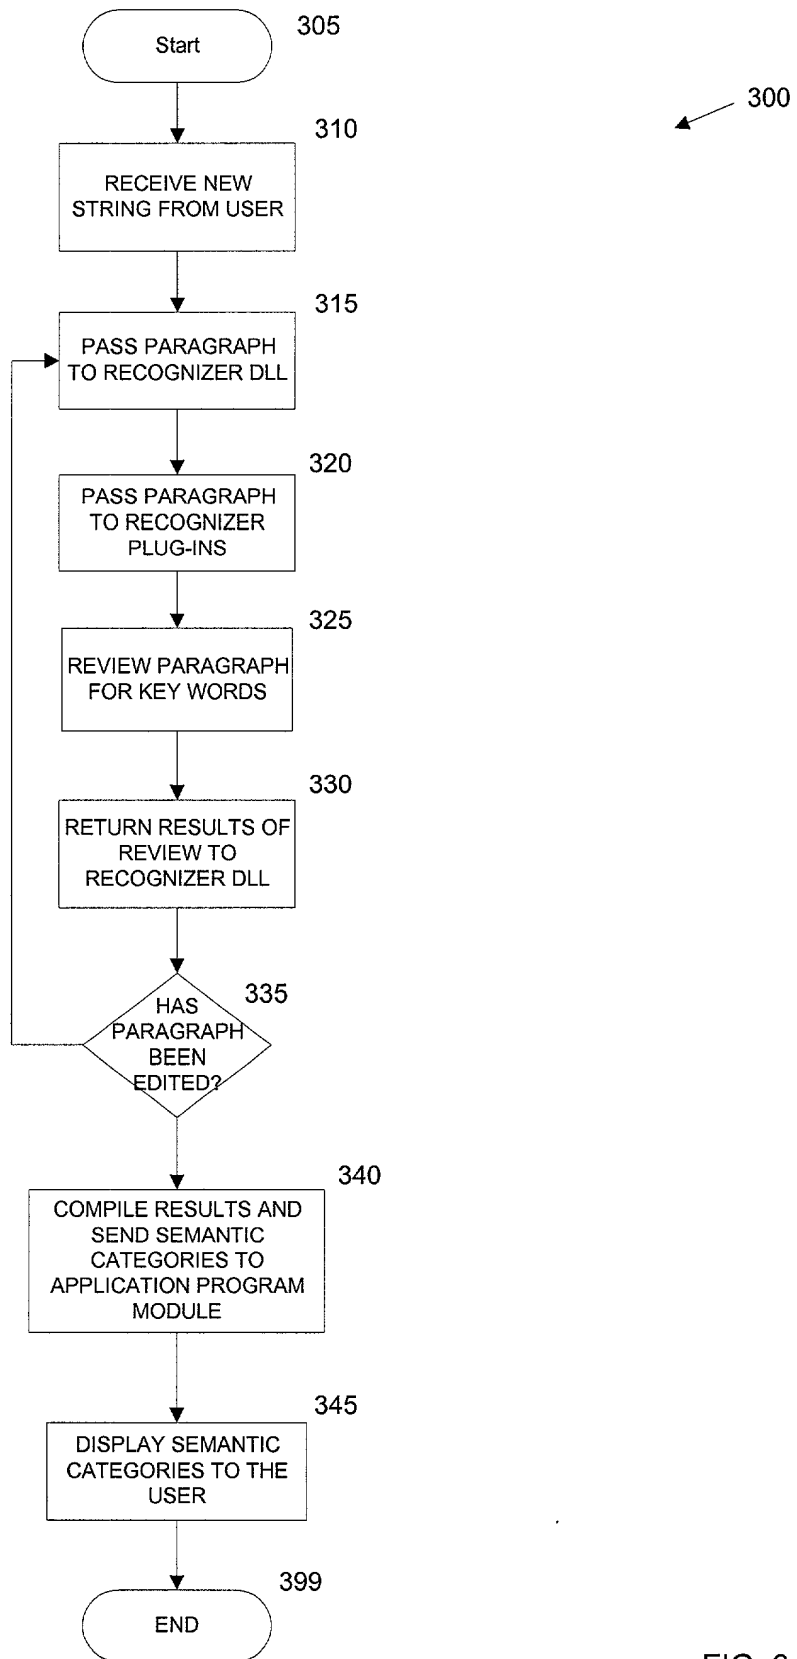 Start
305
300
310
RECEIVE NEW
STRING FROM USER
315
PASS PARAGRAPH
TO RECOGNIZER DLL
320
PASS PARAGRAPH
TO RECOGNIZER
PLUG-INS
325
REVIEW PARAGRAPH
FOR KEY WORDS
330
RETURN RESULTS OF
REVIEW TO
RECOGNIZER DLL
335
HAS
PARAGRAPH
BEEN
EDITED?
340
COMPILE RESULTS AND
SEND SEMANTIC
CATEGORIES TO
APPLICATION PROGRAM
MODULE
345
DISPLAY SEMANTIC
CATEGORIES TO THE
USER
399
END
FIG.